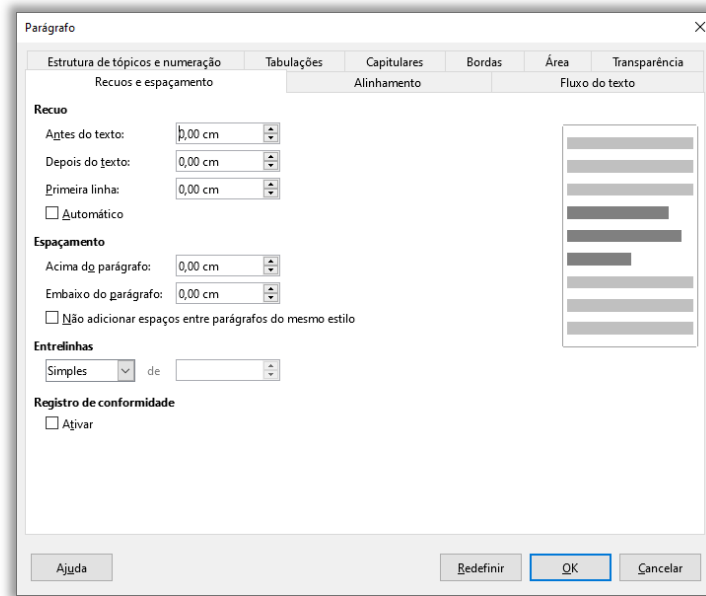 Parágrafo
Estrutura de tópicos e numeração Tabulações Capitulares Bordas Área Transparência
Recuos e espaçamento Alinhamento Fluxo do texto
Recuo
Antes do texto: 0,00 cm
Depois do texto: 0,00 cm
Primeira linha: 0,00 cm
Automático
Espaçamento
Acima do parágrafo: 0,00 cm
Embaixo do parágrafo: 0,00 cm
Não adicionar espaços entre parágrafos do mesmo estilo
Entrelinhas
Simples de
Registro de conformidade
Ativar
Ajuda Redefinir OK Cancelar